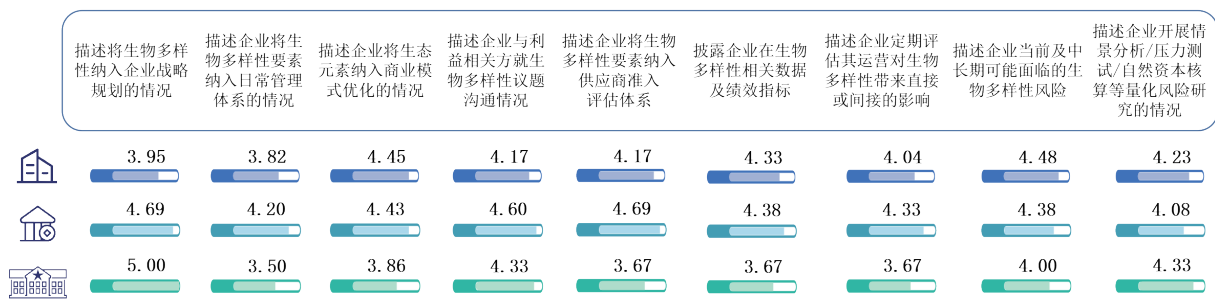 描述将生物多样
性纳入企业战略
规划的情况
描述企业将生
物多样性要素
纳入日常管理
体系的情况
描述企业将生态
元素纳入商业模
式优化的情况
描述企业与利
益相关方就生
物多样性议题
沟通情况
描述企业将生物
多样性要素纳入
供应商准入
评估体系
披露企业在生物
多样性相关数据
及绩效指标
描述企业定期评
估其运营对生物
多样性带来直接
或间接的影响
描述企业当前及中
长期可能面临的生
物多样性风险
描述企业开展情
景分析/压力测
试/自然资本核
算等量化风险研
究的情况
3.95 3.82 4.45 4.17 4.17 4.33 4.04 4.48 4.23
4.69 4.20 4.43 4.60 4.69 4.38 4.33 4.38 4.08
5.00 3.50 3.86 4.33 3.67 3.67 3.67 4.00 4.33